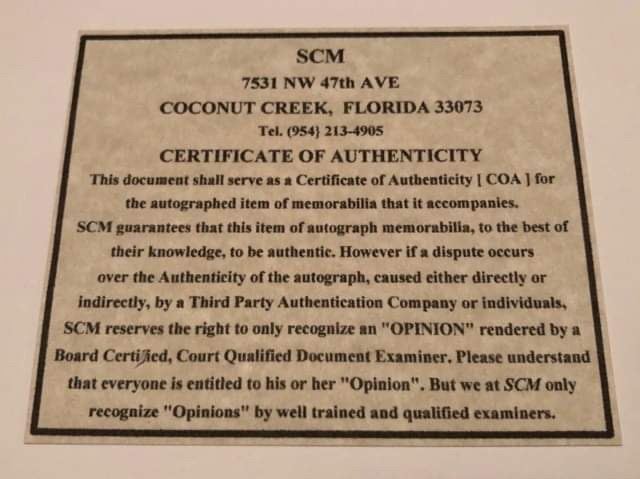 SCM
7531 NW 47th AVE
COCONUT CREEK, FLORIDA 33073
Tel. (954} 213-4905
CERTIFICATE OF AUTHENTICITY
This document shall serve as a Certificate of Authenticity [ COA ] for
the autographed item of memorabilia that it accompanies.
SCM guarantees that this item of autograph memorabilia, to the best of
their knowledge, to be authentic. However if a dispute occurs
over the Authenticity of the autograph, caused either directly or
indirectly, by a Third Party Authentication Company or individuals,
SCM reserves the right to only recognize an "OPINION" rendered by a
Board Certified, Court Qualified Document Examiner. Please understand
that everyone is entitled to his or her "Opinion". But we at SCM only
recognize "Opinions" by well trained and qualified examiners.